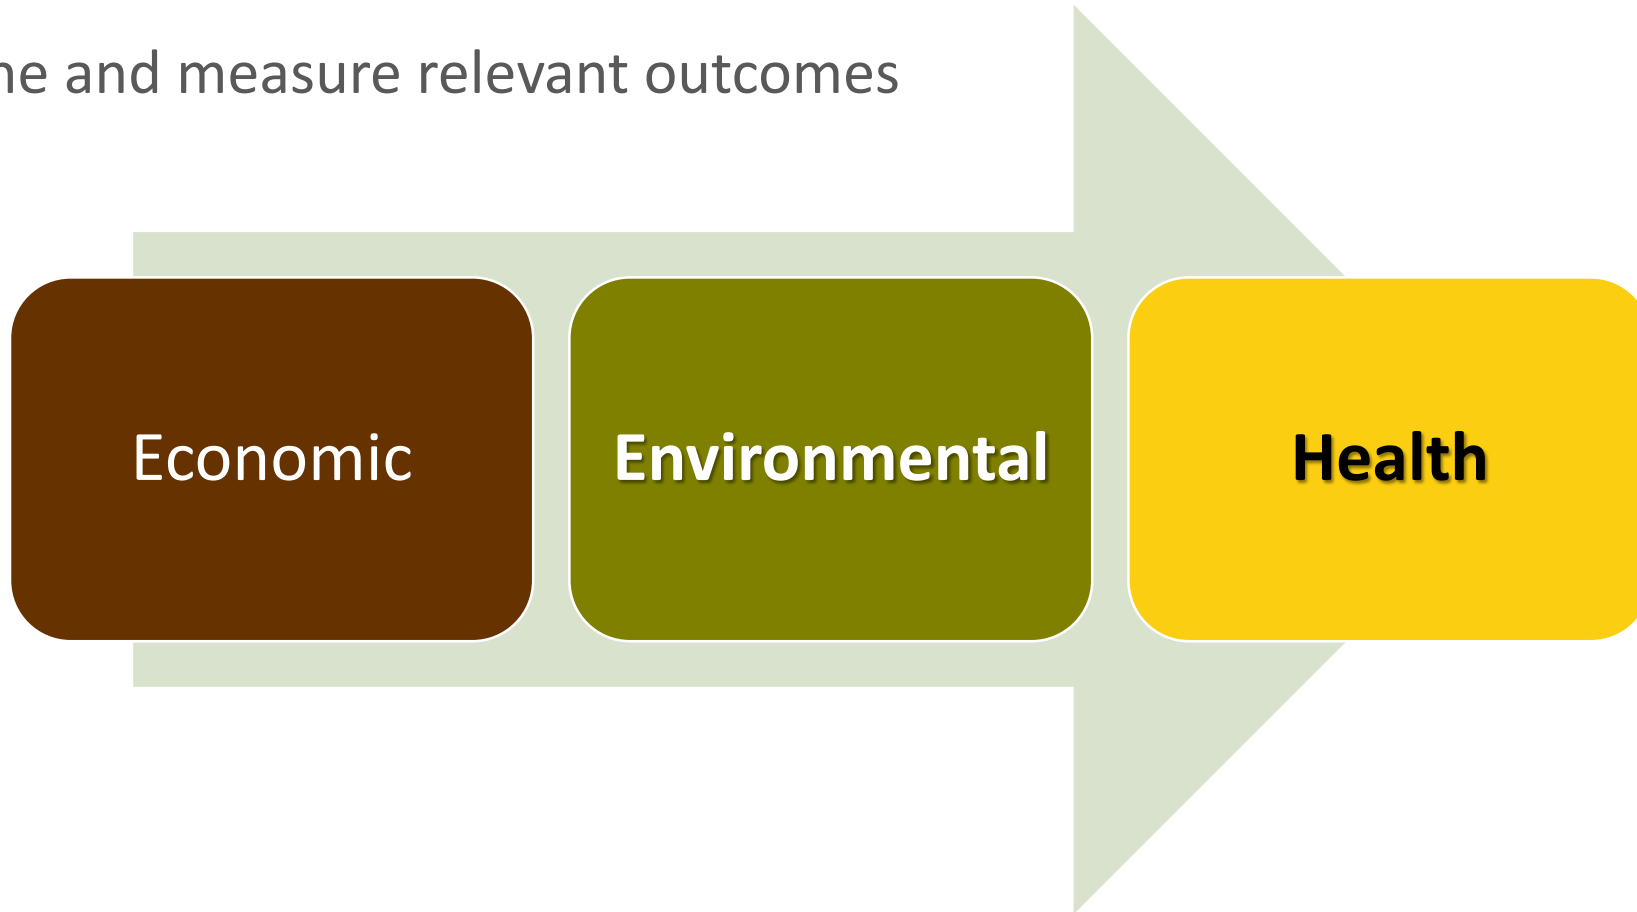 ne and measure relevant outcomes
Economic
Environmental
Health